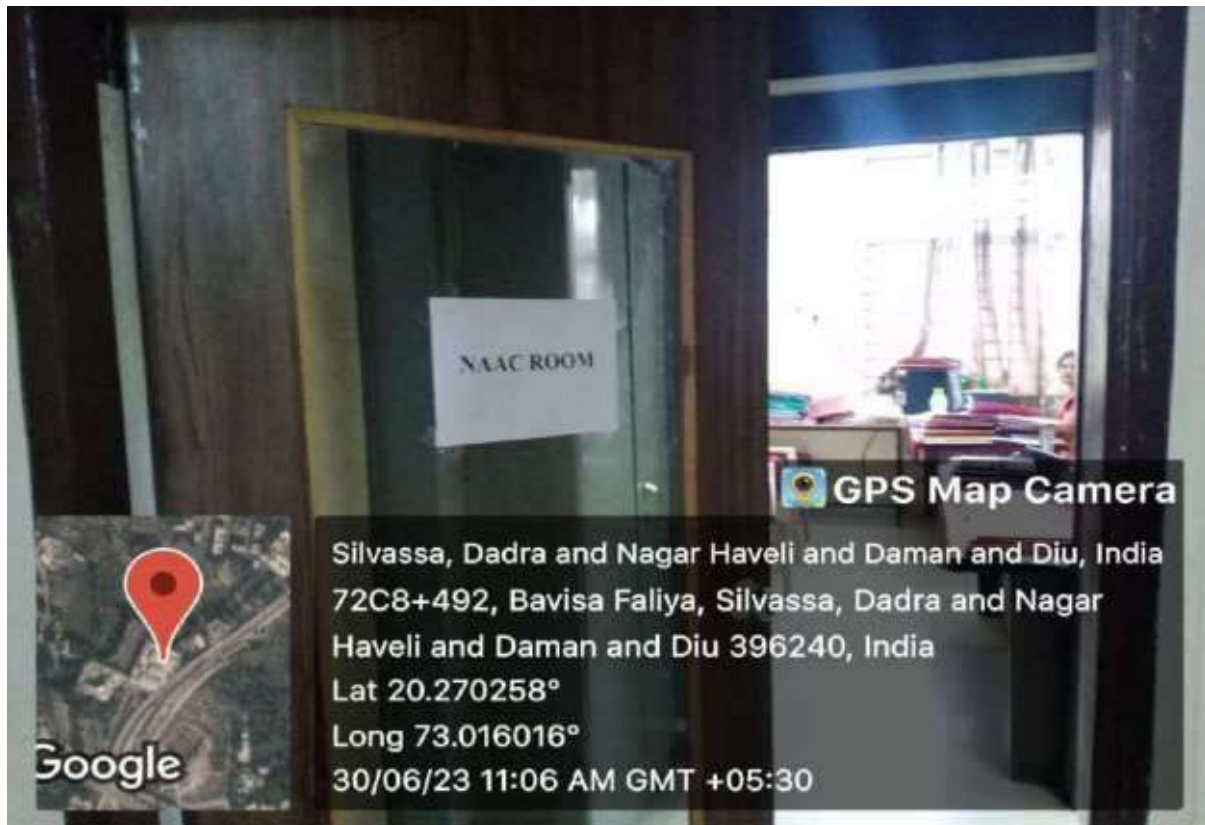 NAAC ROOM
GPS Map Camera
Silvassa, Dadra and Nagar Haveli and Daman and Diu, India
72C8+492, Bavisa Faliya, Silvassa, Dadra and Nagar
Haveli and Daman and Diu 396240, India
Lat 20.270258°
Long 73.016016°
30/06/23 11:06 AM GMT +05:30
Google